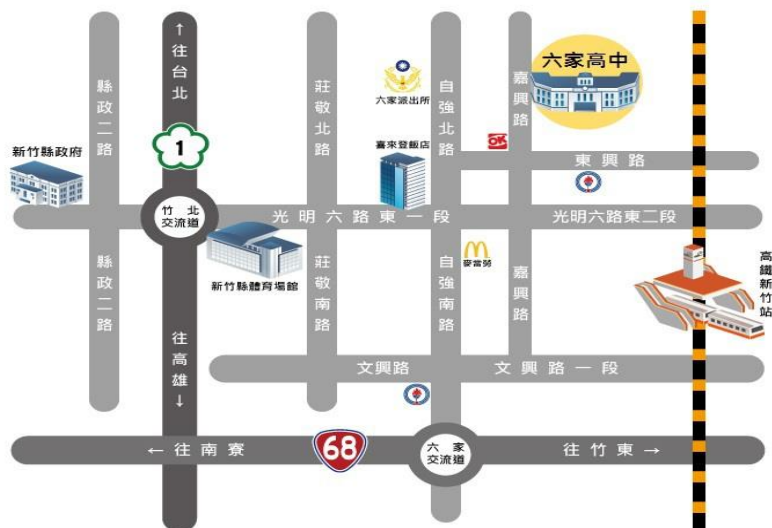 ↑往台北
縣政二路
莊敬北路
自強北路
嘉興路
六家高中
六家派出所
1
新竹縣政府
喜來登飯店
OK
東興路
竹北
交流道
光明六路東一段
光明六路東二段
新竹縣體育場館
麥當勞
縣政二路
莊敬南路
自強南路
嘉興路
高鐵新竹站
往高雄↓
文興路
文興路一段
←往南寮
68
六家
交流道
往竹東→